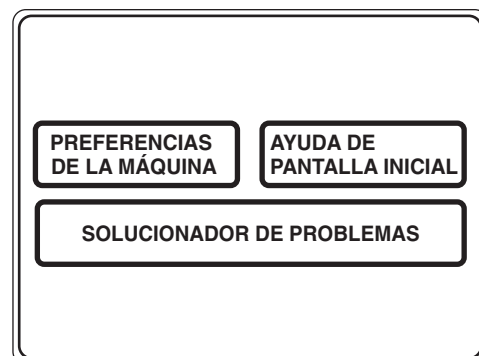 PREFERENCIAS
DE LA MÁQUINA
AYUDA DE
PANTALLA INICIAL
SOLUCIONADOR DE PROBLEMAS